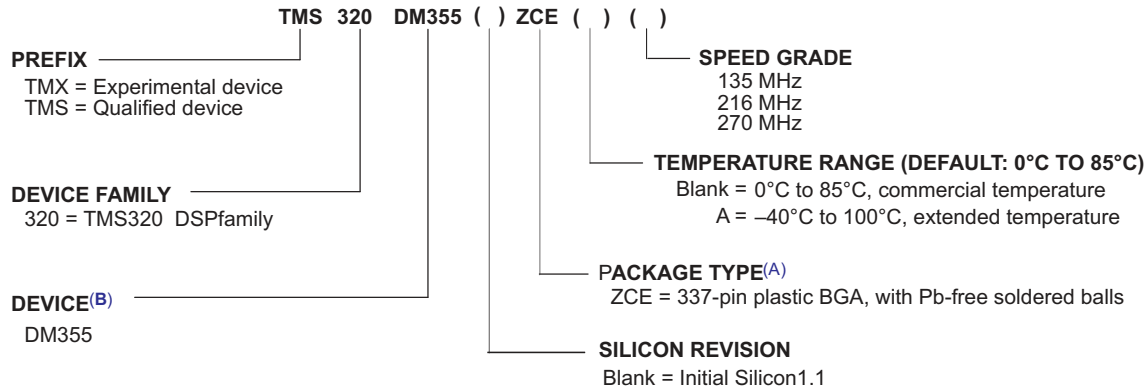 TMS 320 DM355 ( ) ZCE ( ) ( )
PREFIX
TMX = Experimental device
TMS = Qualified device
SPEED GRADE
135 MHz
216 MHz
270 MHz
TEMPERATURE RANGE (DEFAULT: 0°C TO 85°C)
Blank = 0°C to 85°C, commercial temperature
A = –40°C to 100°C, extended temperature
DEVICE FAMILY
320 = TMS320 DSPfamily
PACKAGE TYPE(A)
ZCE = 337-pin plastic BGA, with Pb-free soldered balls
DEVICE(B)
DM355
SILICON REVISION
Blank = Initial Silicon1.1